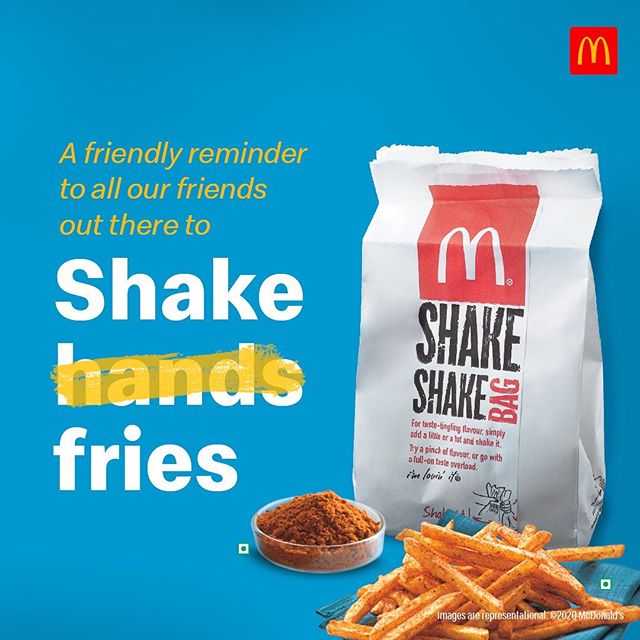 A friendly reminder
to all our friends
out there to
Shake
hands
fries
M
SHAKE
SHAKE
BAG
For taste-tingling flavour, simply
add a little or a lot and shake it.
Try a pinch of flavour, or go with
a full-on taste overload.
i'm lovin' it®
Images are representational. ©2020 McDonald's